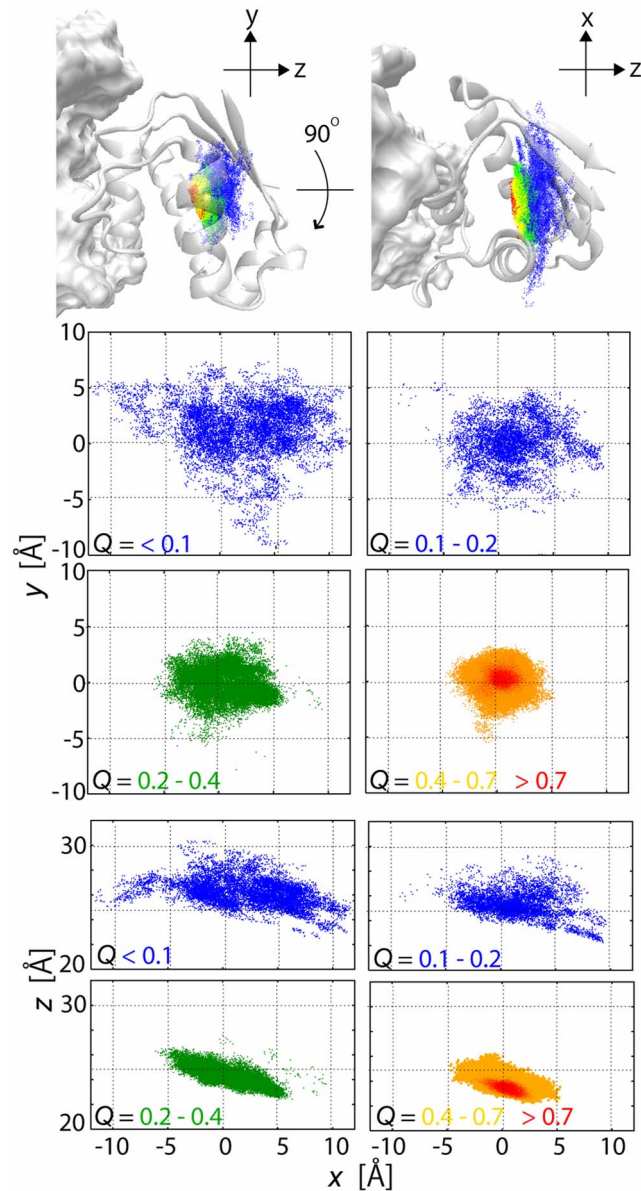 y
z
x
z
90°
10
5
0
-5
-10
Q = < 0.1
Q = 0.1 - 0.2
y [Å]
10
5
0
-5
-10
Q = 0.2 - 0.4
Q = 0.4 - 0.7 > 0.7
30
20
Q < 0.1
Q = 0.1 - 0.2
z [Å]
30
20
Q = 0.2 - 0.4
Q = 0.4 - 0.7 > 0.7
-10 -5 0 5 10
-10 -5 0 5 10
x [Å]